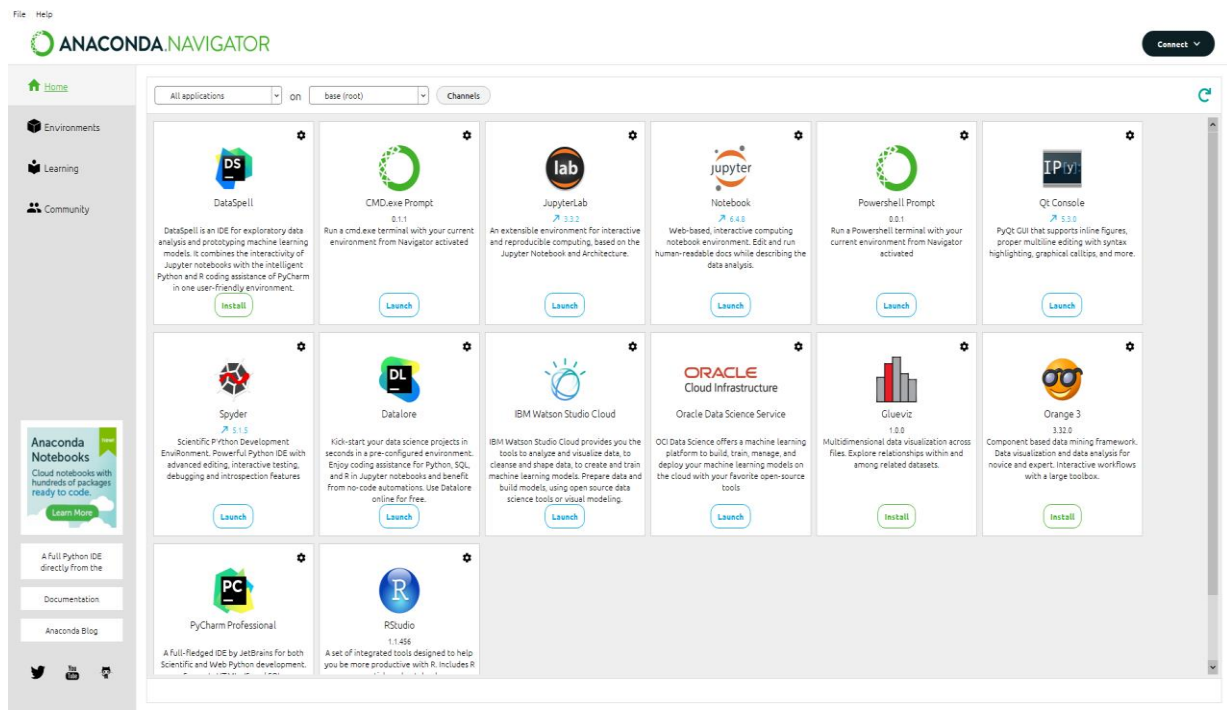 File Help
ANACONDA.NAVIGATOR
Connect
Home
Environments
Learning
Community
All applications on base (root) Channels
DS
DataSpell
DataSpell is an IDE for exploratory data
analysis and prototyping machine learning
models. It combines the interactivity of
Jupyter notebooks with the intelligent
Python and R coding assistance of PyCharm
in one user-friendly environment.
Install
CMD.exe Prompt
0.1.1
Run a cmd.exe terminal with your current
environment from Navigator activated
Launch
lab
JupyterLab
3.3.2
An extensible environment for interactive
and reproducible computing, based on the
Jupyter Notebook and Architecture.
Launch
jupyter
Notebook
6.4.8
Web-based, interactive computing
notebook environment. Edit and run
human-readable docs while describing the
data analysis.
Launch
Powershell Prompt
0.0.1
Run a Powershell terminal with your
current environment from Navigator
activated
Launch
IP[y]:
Qt Console
5.3.0
PyQt GUI that supports inline figures,
proper multiline editing with syntax
highlighting, graphical calltips, and more.
Launch
Spyder
5.1.5
Scientific PYthon Development
EnviRonment. Powerful Python IDE with
advanced editing, interactive testing,
debugging and introspection features
Launch
DL
Datalore
Kick-start your data science projects in
seconds in a pre-configured environment.
Enjoy coding assistance for Python, SQL,
and R in Jupyter notebooks and benefit
from no-code automations. Use Datalore
online for free.
Launch
IBM Watson Studio Cloud
IBM Watson Studio Cloud provides you the
tools to analyze and visualize data, to
cleanse and shape data, to create and train
machine learning models. Prepare data and
build models, using open source data
science tools or visual modeling.
Launch
ORACLE
Cloud Infrastructure
Oracle Data Science Service
OCI Data Science offers a machine learning
platform to build, train, manage, and
deploy your machine learning models on
the cloud with your favorite open-source
tools
Launch
Glueviz
1.0.0
Multidimensional data visualization across
files. Explore relationships within and
among related datasets.
Install
Orange 3
3.32.0
Component based data mining framework.
Data visualization and data analysis for
novice and expert. Interactive workflows
with a large toolbox.
Install
PC
PyCharm Professional
A full-fledged IDE by JetBrains for both
Scientific and Web Python development.
R
RStudio
1.1.456
A set of integrated tools designed to help
you be more productive with R. Includes R
Anaconda
Notebooks
new!
Cloud notebooks with
hundreds of packages
ready to code.
Learn More
A full Python IDE
directly from the
Documentation
Anaconda Blog
You
Tube